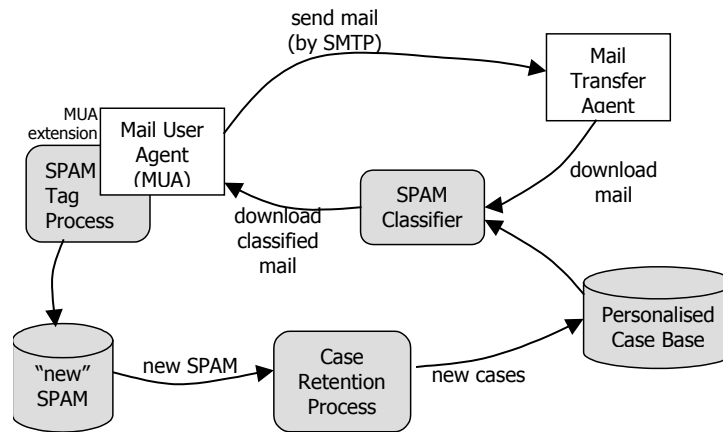 send mail
(by SMTP)
Mail
Transfer
Agent
MUA
extension
Mail User
Agent
(MUA)
SPAM
Tag
Process
download
classified
mail
SPAM
Classifier
download
mail
Personalised
Case Base
"new"
SPAM
new SPAM
Case
Retention
Process
new cases